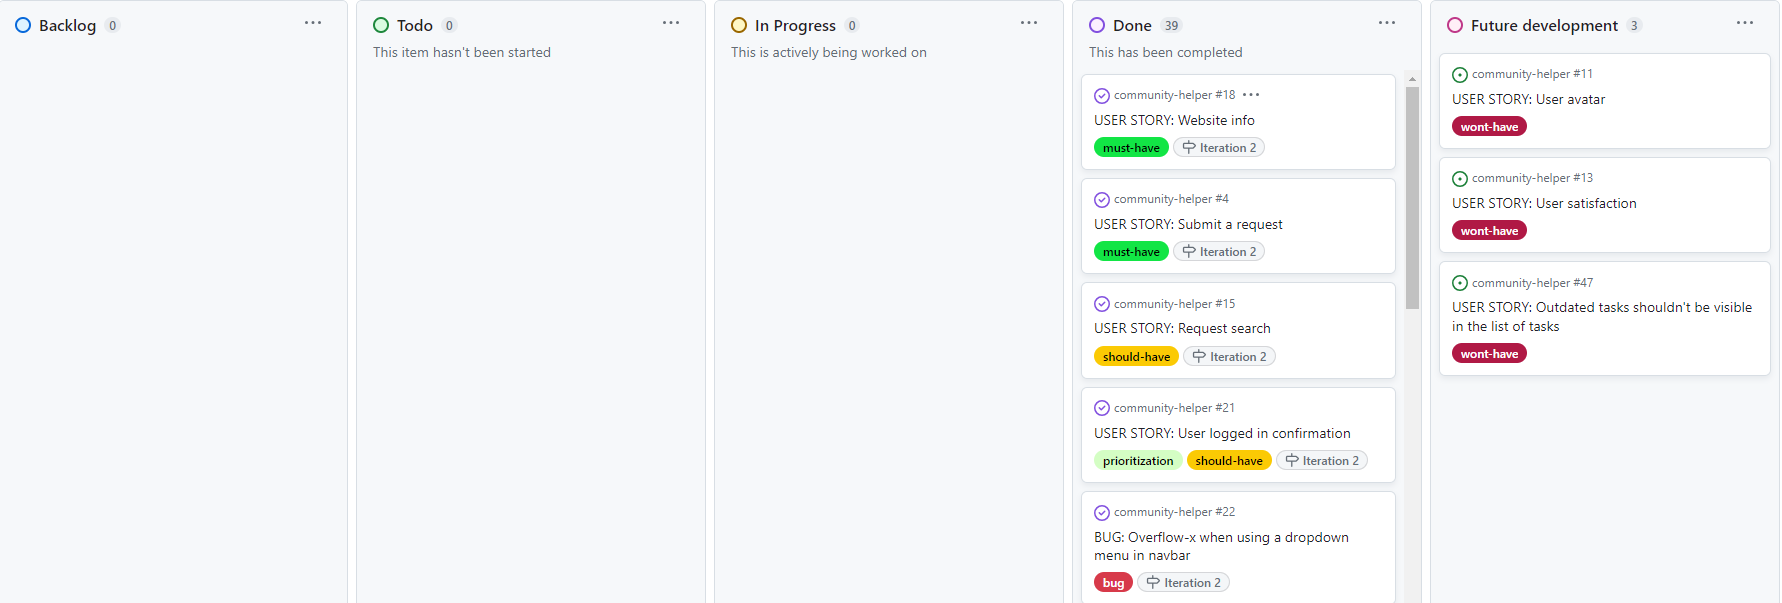 Backlog 0
Todo 0
This item hasn't been started
In Progress 0
This is actively being worked on
Done 39
This has been completed
community-helper #18
USER STORY: Website info
must-have Iteration 2
community-helper #4
USER STORY: Submit a request
must-have Iteration 2
community-helper #15
USER STORY: Request search
should-have Iteration 2
community-helper #21
USER STORY: User logged in confirmation
prioritization should-have Iteration 2
community-helper #22
BUG: Overflow-x when using a dropdown
menu in navbar
bug Iteration 2
Future development 3
community-helper #11
USER STORY: User avatar
wont-have
community-helper #13
USER STORY: User satisfaction
wont-have
community-helper #47
USER STORY: Outdated tasks shouldn't be visible
in the list of tasks
wont-have